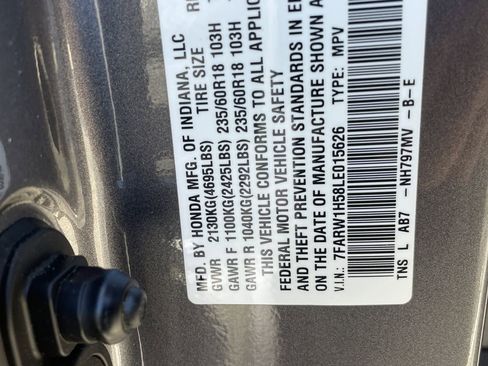 MFD. BY HONDA MFG. OF INDIANA, LLC
TIRE SIZE
GVWR 2130KG(4695LBS)
GAWR F 1100KG(2425LBS) 235/60R18 103H
GAWR R 1040KG(2292LBS) 235/60R18 103H
THIS VEHICLE CONFORMS TO ALL
FEDERAL MOTOR VEHICLE SAFETY
AND THEFT PREVENTION STANDARDS IN
ON THE DATE OF MANUFACTURE SHOWN
V.I.N.: 7FARW1H58LE015626 TYPE: MPV
TNS L AB7 -NH797MV -B-E